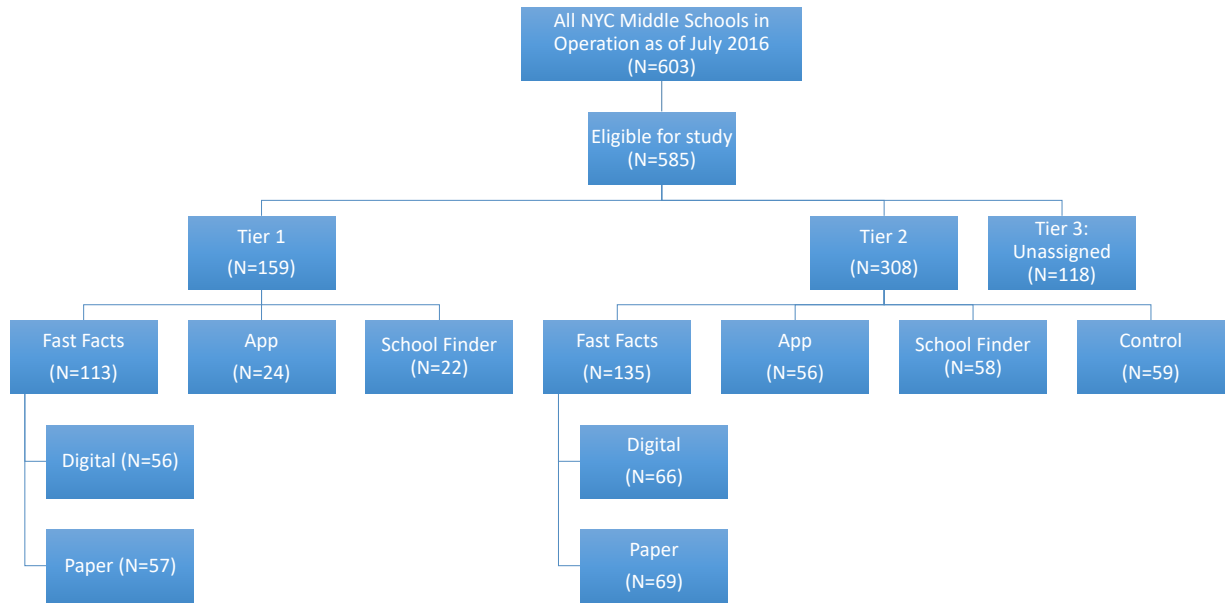 All NYC Middle Schools in
Operation as of July 2016
(N=603)
Eligible for study
(N=585)
Tier 1
(N=159)
Tier 2
(N=308)
Tier 3:
Unassigned
(N=118)
Fast Facts
(N=113)
App
(N=24)
School Finder
(N=22)
Fast Facts
(N=135)
App
(N=56)
School Finder
(N=58)
Control
(N=59)
Digital (N=56)
Paper (N=57)
Digital
(N=66)
Paper
(N=69)